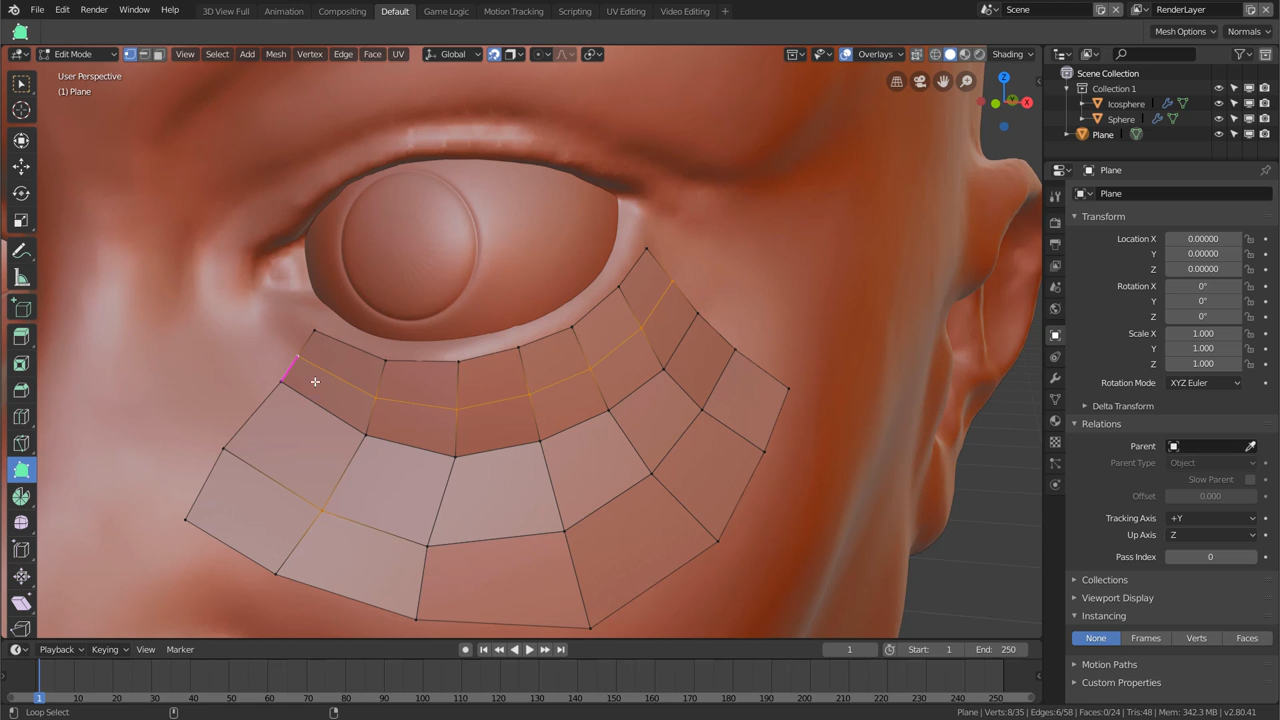 File Edit Render Window Help
3D View Full Animation Compositing Default Game Logic Motion Tracking Scripting UV Editing Video Editing +
Scene
RenderLayer
Mesh Options
Normals
Edit Mode
View Select Add Mesh Vertex Edge Face UV
Global
Overlays
Shading
User Perspective
(1) Plane
Z
Y
X
Scene Collection
Collection 1
Icosphere
Sphere
Plane
Plane
Plane
Transform
Location X 0.00000
Y 0.00000
Z 0.00000
Rotation X 0°
Y 0°
Z 0°
Scale X 1.000
Y 1.000
Z 1.000
Rotation Mode XYZ Euler
Delta Transform
Relations
Parent
Parent Type Object
Slow Parent
Offset 0.000
Tracking Axis +Y
Up Axis Z
Pass Index 0
Collections
Viewport Display
Instancing
None Frames Verts Faces
Motion Paths
Custom Properties
Playback Keying View Marker
1
Start: 1
End: 250
1 10 20 30 40 50 60 70 80 90 100 110 120 130 140 150 160 170 180 190 200 210 220 230 240 250
Loop Select
Plane | Verts:8/35 | Edges:6/58 | Faces:0/24 | Tris:48 | Mem: 342.3 MB | v2.80.41